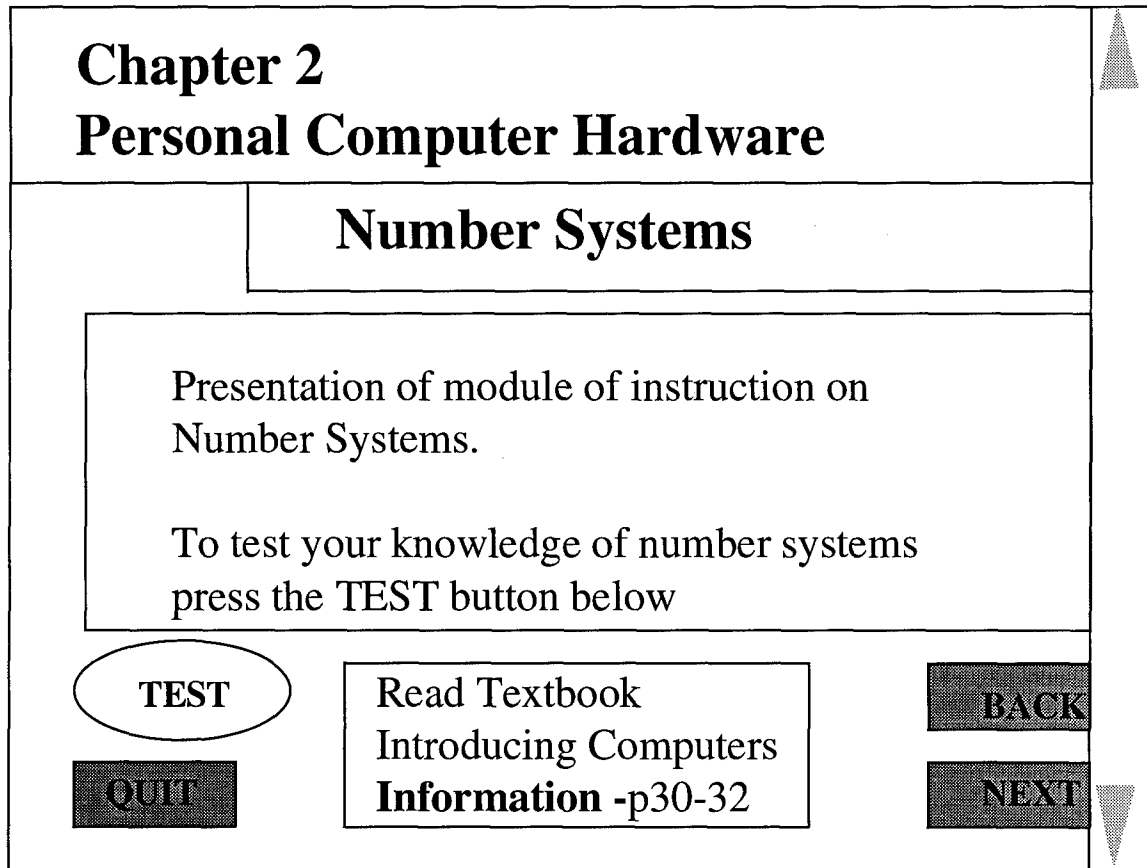 Chapter 2
Personal Computer Hardware
Number Systems
Presentation of module of instruction on
Number Systems.
To test your knowledge of number systems
press the TEST button below
TEST
Read Textbook
Introducing Computers
Information -p30-32
BACK
QUIT
NEXT